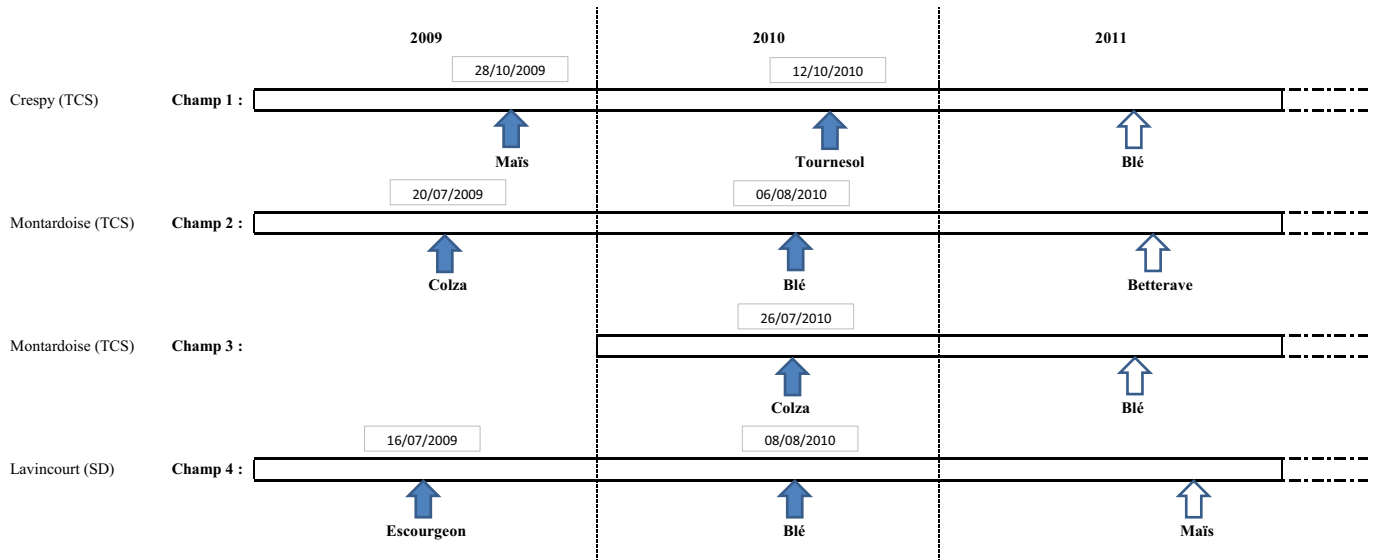 2009 2010 2011
28/10/2009 12/10/2010
Crespy (TCS) Champ 1 :
Maïs Tournesol Blé
20/07/2009 06/08/2010
Montardoise (TCS) Champ 2 :
Colza Blé Betterave
26/07/2010
Montardoise (TCS) Champ 3 :
Colza Blé
16/07/2009 08/08/2010
Lavincourt (SD) Champ 4 :
Escourgeon Blé Maïs